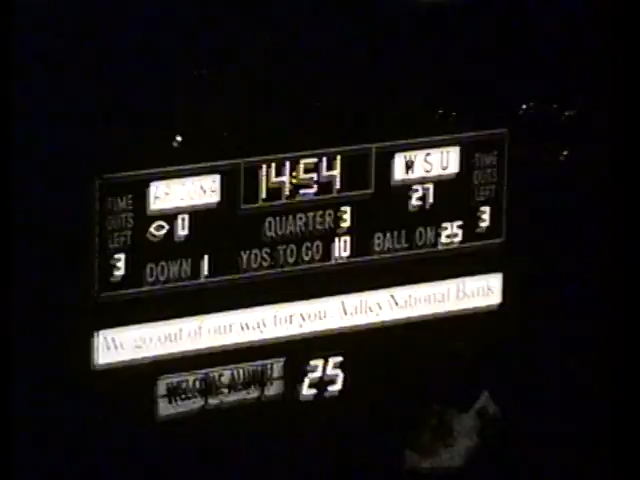 ARIZONA 14:54 WSU
TIME OUTS LEFT 0 QUARTER 3 27 TIME OUTS LEFT
3 DOWN 1 YDS. TO GO 10 BALL ON 25 3
We go out of our way for you. Valley National Bank
WELCOME ALUMNI 25